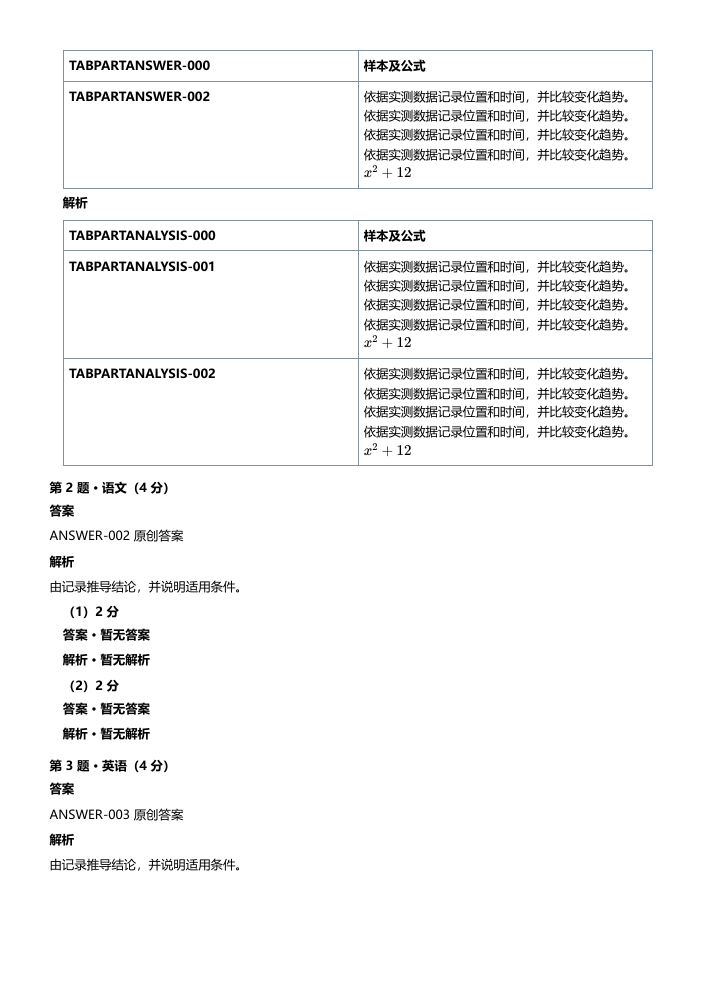 TABPARTANSWER-000 样本及公式
TABPARTANSWER-002 依据实测数据记录位置和时间，并比较变化趋势。
依据实测数据记录位置和时间，并比较变化趋势。
依据实测数据记录位置和时间，并比较变化趋势。
依据实测数据记录位置和时间，并比较变化趋势。
x² + 12
解析
TABPARTANALYSIS-000 样本及公式
TABPARTANALYSIS-001 依据实测数据记录位置和时间，并比较变化趋势。
依据实测数据记录位置和时间，并比较变化趋势。
依据实测数据记录位置和时间，并比较变化趋势。
依据实测数据记录位置和时间，并比较变化趋势。
x² + 12
TABPARTANALYSIS-002 依据实测数据记录位置和时间，并比较变化趋势。
依据实测数据记录位置和时间，并比较变化趋势。
依据实测数据记录位置和时间，并比较变化趋势。
依据实测数据记录位置和时间，并比较变化趋势。
x² + 12
第 2 题 • 语文（4 分）
答案
ANSWER-002 原创答案
解析
由记录推导结论，并说明适用条件。
（1）2 分
答案 • 暂无答案
解析 • 暂无解析
（2）2 分
答案 • 暂无答案
解析 • 暂无解析
第 3 题 • 英语（4 分）
答案
ANSWER-003 原创答案
解析
由记录推导结论，并说明适用条件。